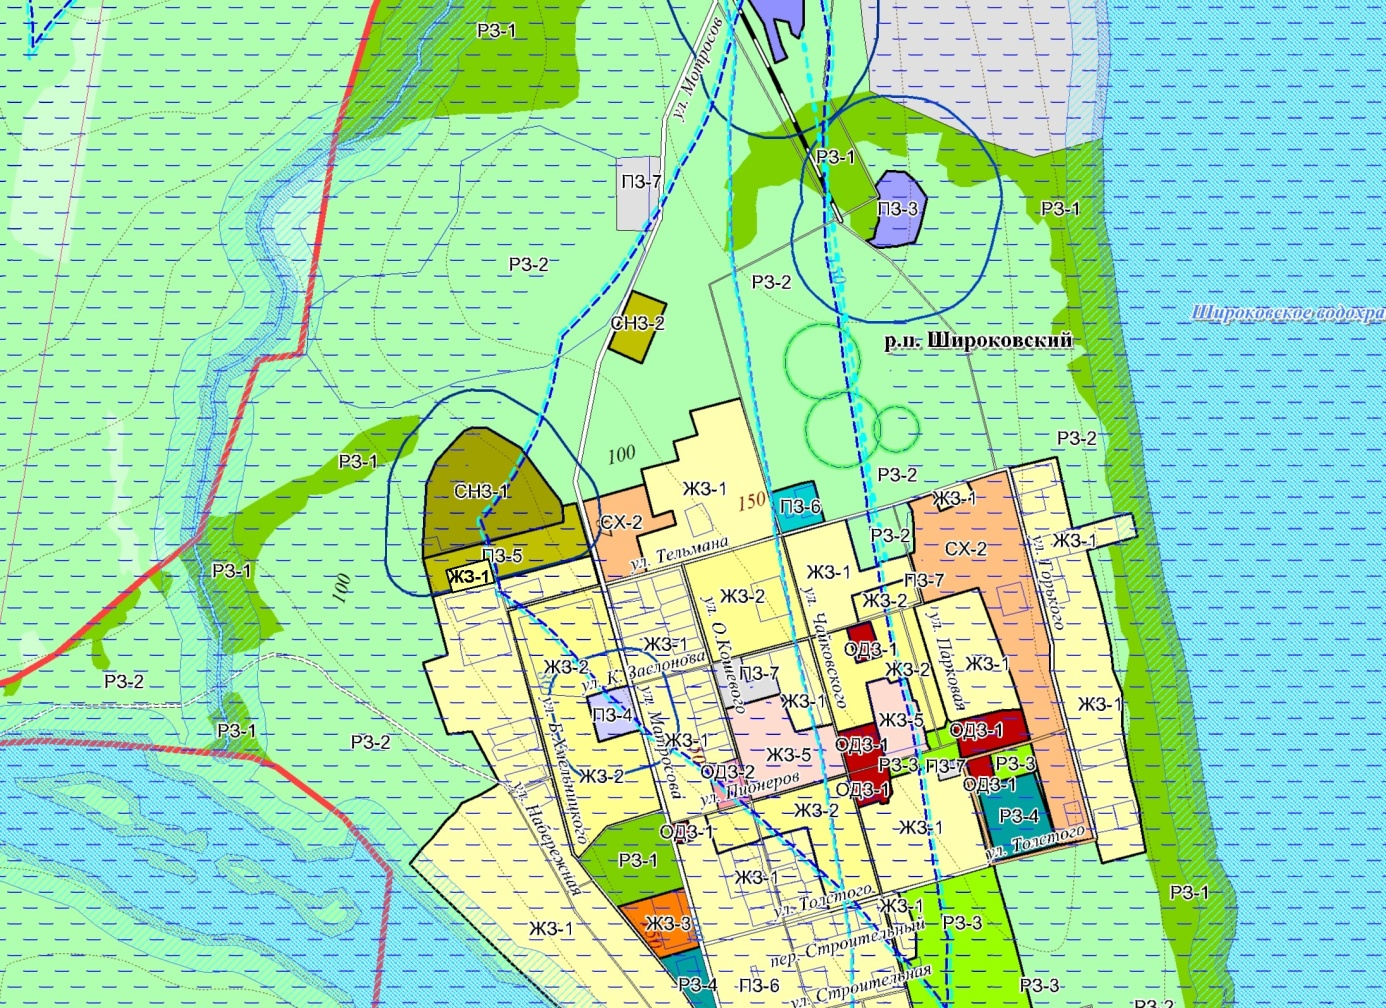 РЗ-1
ул. Мотросов
РЗ-1
ПЗ-7
ПЗ-3
РЗ-1
РЗ-2
РЗ-2
50
Широковское водохра
СНЗ-2
р.п. Широковский
РЗ-2
100
РЗ-1
РЗ-2
СНЗ-1
ЖЗ-1
150
ПЗ-6
ЖЗ-1
СХ-2
РЗ-2
ЖЗ-1
СХ-2
ул. Тельмана
ПЗ-5
РЗ-1
ЖЗ-1
ЖЗ-1
ПЗ-7
100
ул. Горького
ЖЗ-2
ЖЗ-2
ул. О.Кошевого
ул. Чайковского
ул. Парковая
ЖЗ-1
ОДЗ-1
ЖЗ-2
ул. К. Заслонова
ЖЗ-2
ЖЗ-1
РЗ-2
ПЗ-7
ЖЗ-1
ЖЗ-1
ПЗ-4
ул. Матросова
ЖЗ-5
РЗ-1
РЗ-2
ЖЗ-1
ОДЗ-1
ОДЗ-1
ул. Б.Хмельницкого
ЖЗ-5
РЗ-3
ПЗ-7
РЗ-3
ЖЗ-2
ОДЗ-2
ул. Пионеров
ОДЗ-1
ОДЗ-1
ул. Набережная
ЖЗ-2
РЗ-4
ОДЗ-1
ЖЗ-1
ул. Толстого
РЗ-1
ЖЗ-1
РЗ-1
ул. Толстого
ЖЗ-1
ЖЗ-3
150
РЗ-3
ЖЗ-1
пер. Строительный
РЗ-4
ПЗ-6
ул. Строительная
РЗ-3
РЗ-2